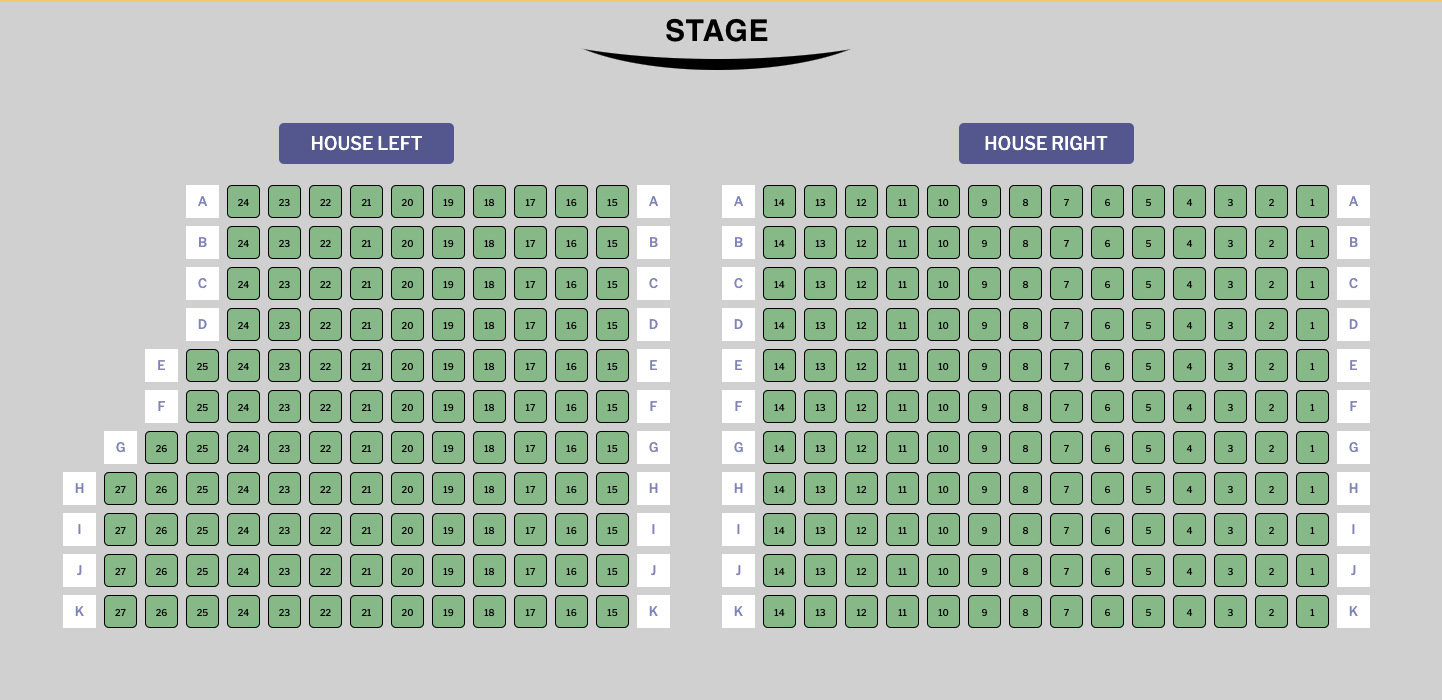 STAGE
HOUSE LEFT HOUSE RIGHT
A 24 23 22 21 20 19 18 17 16 15 A A 14 13 12 11 10 9 8 7 6 5 4 3 2 1 A
B 24 23 22 21 20 19 18 17 16 15 B B 14 13 12 11 10 9 8 7 6 5 4 3 2 1 B
C 24 23 22 21 20 19 18 17 16 15 C C 14 13 12 11 10 9 8 7 6 5 4 3 2 1 C
D 24 23 22 21 20 19 18 17 16 15 D D 14 13 12 11 10 9 8 7 6 5 4 3 2 1 D
E 25 24 23 22 21 20 19 18 17 16 15 E E 14 13 12 11 10 9 8 7 6 5 4 3 2 1 E
F 25 24 23 22 21 20 19 18 17 16 15 F F 14 13 12 11 10 9 8 7 6 5 4 3 2 1 F
G 26 25 24 23 22 21 20 19 18 17 16 15 G G 14 13 12 11 10 9 8 7 6 5 4 3 2 1 G
H 27 26 25 24 23 22 21 20 19 18 17 16 15 H H 14 13 12 11 10 9 8 7 6 5 4 3 2 1 H
I 27 26 25 24 23 22 21 20 19 18 17 16 15 I I 14 13 12 11 10 9 8 7 6 5 4 3 2 1 I
J 27 26 25 24 23 22 21 20 19 18 17 16 15 J J 14 13 12 11 10 9 8 7 6 5 4 3 2 1 J
K 27 26 25 24 23 22 21 20 19 18 17 16 15 K K 14 13 12 11 10 9 8 7 6 5 4 3 2 1 K